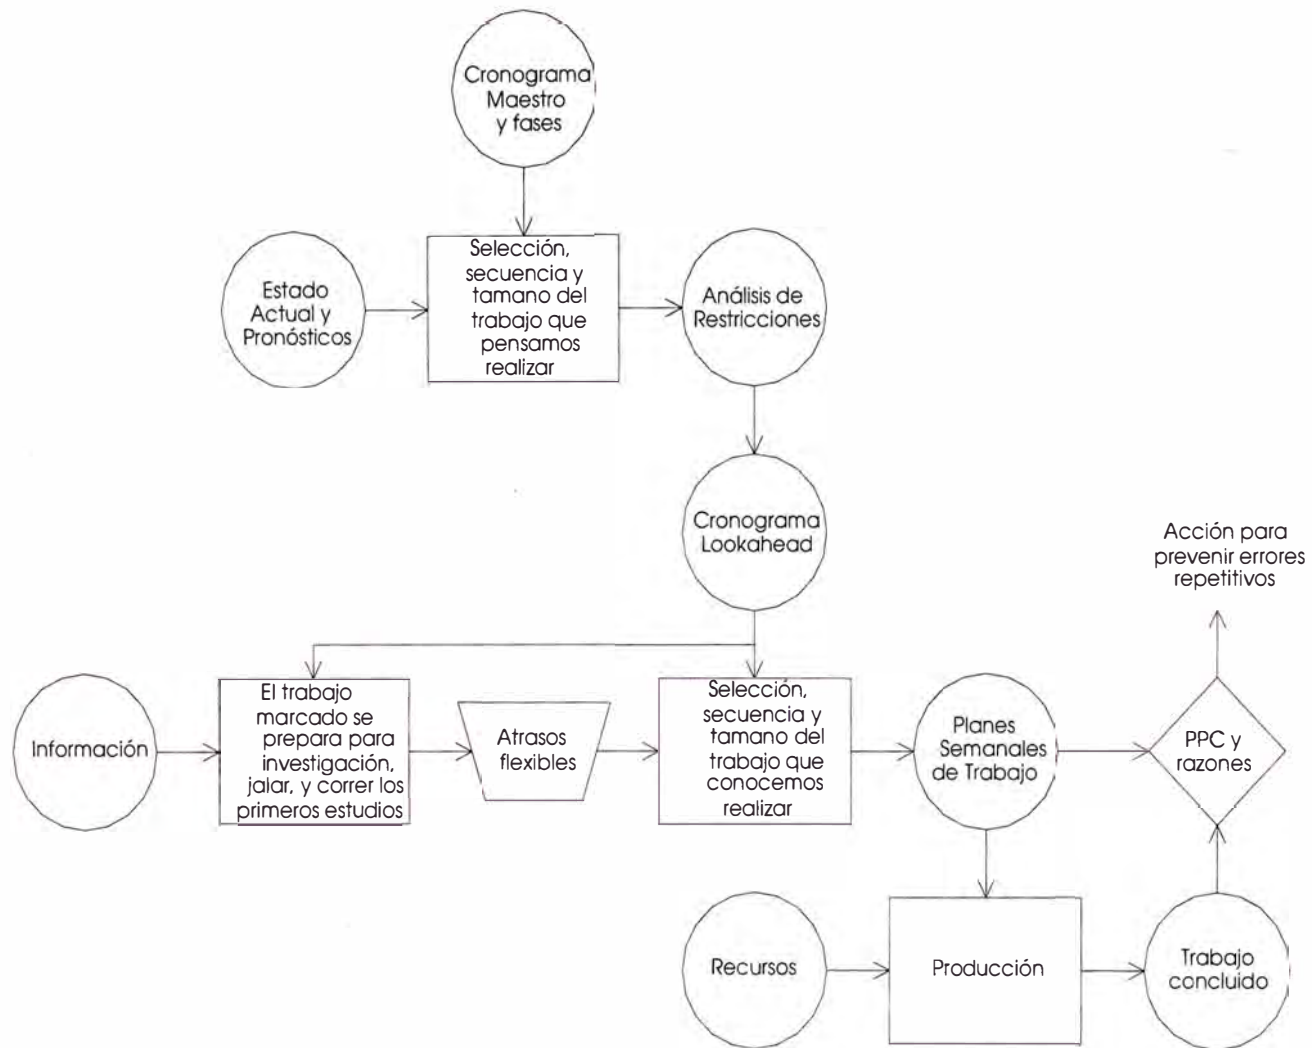 Cronograma
Maestro
y fases
Selección,
secuencia y
tamano del
trabajo que
pensamos
realizar
Estado
Actual y
Pronósticos
Análisis de
Restricciones
Cronograma
Lookahead
Acción para
prevenir errores
repetitivos
Información
El trabajo
marcado se
prepara para
investigación,
jalar, y correr los
primeros estudios
Atrasos
flexibles
Selección,
secuencia y
tamano del
trabajo que
conocemos
realizar
Planes
Semanales
de Trabajo
PPC y
razones
Recursos
Producción
Trabajo
concluido